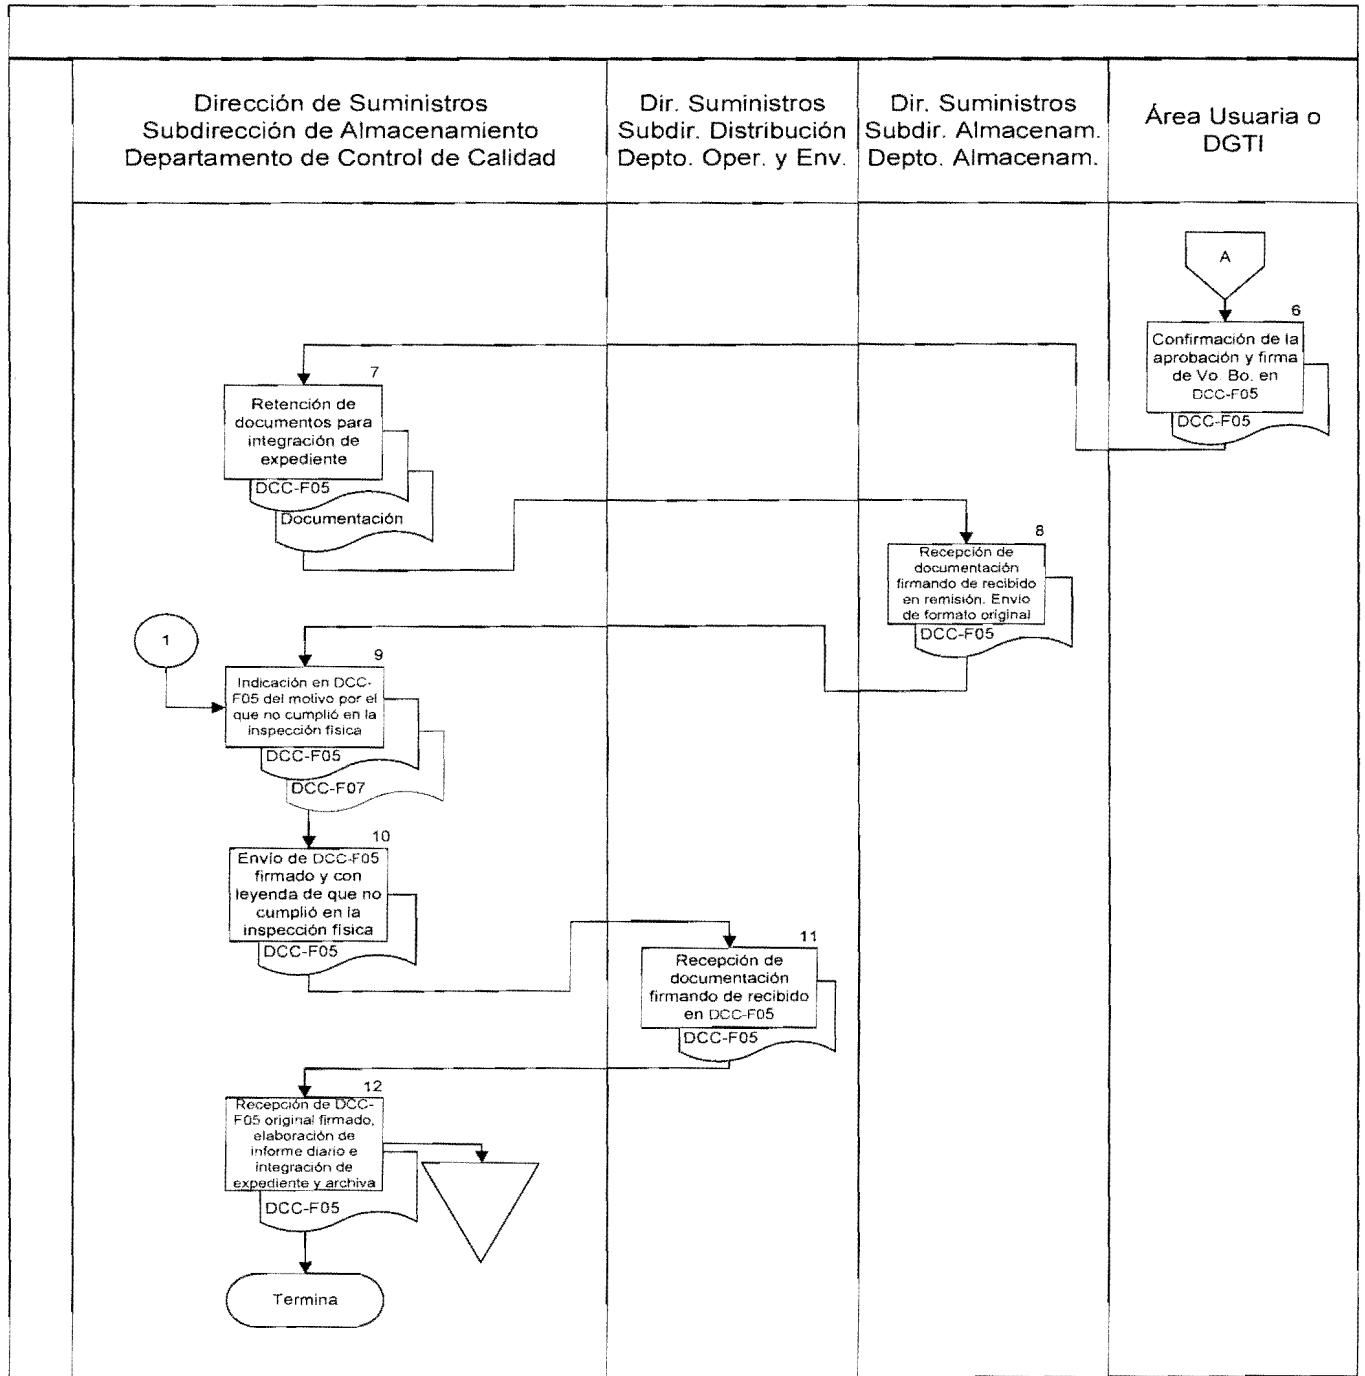 Dirección de Suministros
Subdirección de Almacenamiento
Departamento de Control de Calidad
Dir. Suministros
Subdir. Distribución
Depto. Oper. y Env.
Dir. Suministros
Subdir. Almacenam.
Depto. Almacenam.
Área Usuaria o
DGTI
A
6
Confirmación de la
aprobación y firma
de Vo. Bo. en
DCC-F05
DCC-F05
7
Retención de
documentos para
integración de
expediente
DCC-F05
Documentación
8
Recepción de
documentación
firmando de recibido
en remisión. Envío
de formato original
DCC-F05
1
9
Indicación en DCC-
F05 del motivo por el
que no cumplió en la
inspección física
DCC-F05
DCC-F07
10
Envío de DCC-F05
firmado y con
leyenda de que no
cumplió en la
inspección física
DCC-F05
11
Recepción de
documentación
firmando de recibido
en DCC-F05
DCC-F05
12
Recepción de DCC-
F05 original firmado,
elaboración de
informe diario e
integración de
expediente y archiva
DCC-F05
Termina